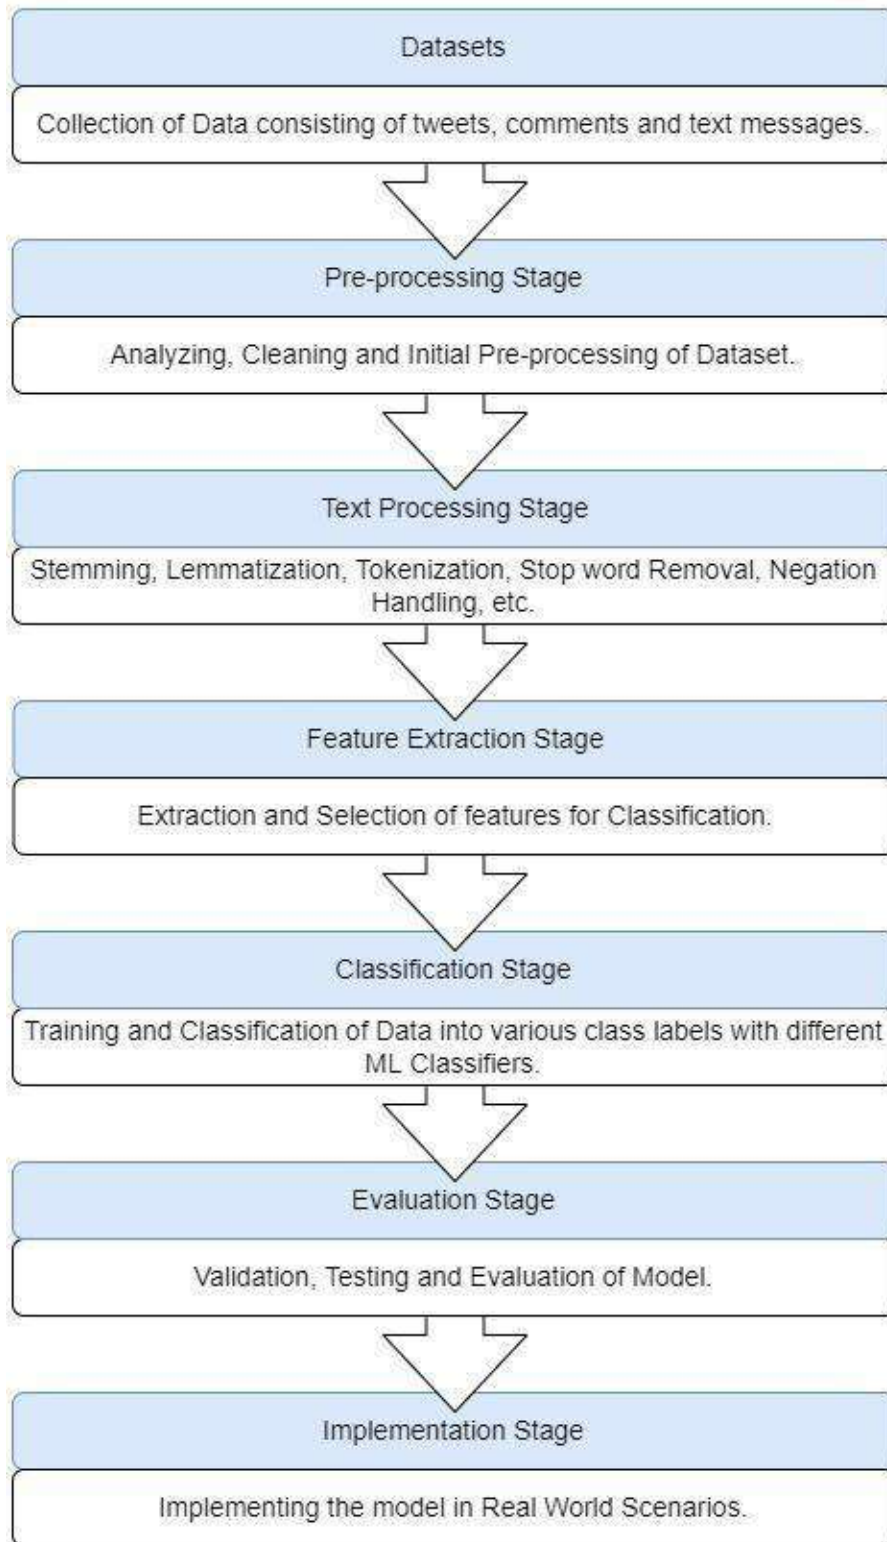 Datasets
Collection of Data consisting of tweets, comments and text messages.
Pre-processing Stage
Analyzing, Cleaning and Initial Pre-processing of Dataset.
Text Processing Stage
Stemming, Lemmatization, Tokenization, Stop word Removal, Negation
Handling, etc.
Feature Extraction Stage
Extraction and Selection of features for Classification.
Classification Stage
Training and Classification of Data into various class labels with different
ML Classifiers.
Evaluation Stage
Validation, Testing and Evaluation of Model.
Implementation Stage
Implementing the model in Real World Scenarios.